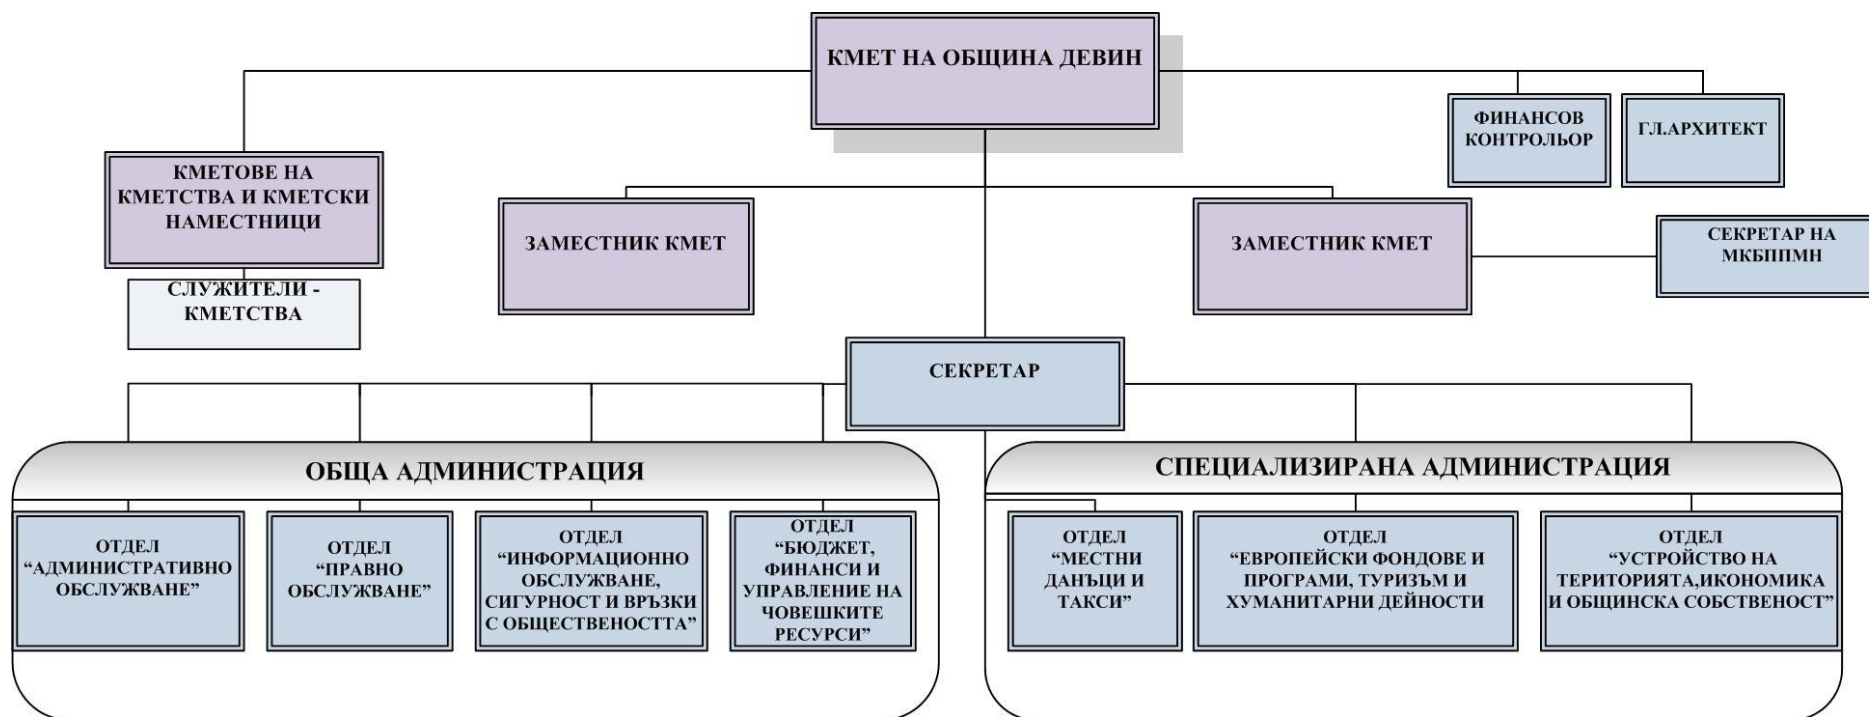 КМЕТ НА ОБЩИНА ДЕВИН
ФИНАНСОВ
КОНТРОЛЬОР
ГЛ.АРХИТЕКТ
КМЕТОВЕ НА
КМЕТСТВА И КМЕТСКИ
НАМЕСТНИЦИ
ЗАМЕСТНИК КМЕТ
ЗАМЕСТНИК КМЕТ
СЕКРЕТАР НА
МКБППМН
СЛУЖИТЕЛИ -
КМЕТСТВА
СЕКРЕТАР
ОБЩА АДМИНИСТРАЦИЯ
СПЕЦИАЛИЗИРАНА АДМИНИСТРАЦИЯ
ОТДЕЛ
“АДМИНИСТРАТИВНО
ОБСЛУЖВАНЕ”
ОТДЕЛ
“ПРАВНО
ОБСЛУЖВАНЕ”
ОТДЕЛ
“ИНФОРМАЦИОННО
ОБСЛУЖВАНЕ,
СИГУРНОСТ И ВРЪЗКИ
С ОБЩЕСТВЕНОСТТА”
ОТДЕЛ
“БЮДЖЕТ,
ФИНАНСИ И
УПРАВЛЕНИЕ НА
ЧОВЕШКИТЕ
РЕСУРСИ”
ОТДЕЛ
“МЕСТНИ
ДАНЪЦИ И
ТАКСИ”
ОТДЕЛ
“ЕВРОПЕЙСКИ ФОНДОВЕ И
ПРОГРАМИ, ТУРИЗЪМ И
ХУМАНИТАРНИ ДЕЙНОСТИ
ОТДЕЛ
“УСТРОЙСТВО НА
ТЕРИТОРИЯТА,ИКОНОМИКА
И ОБЩИНСКА СОБСТВЕНОСТ”